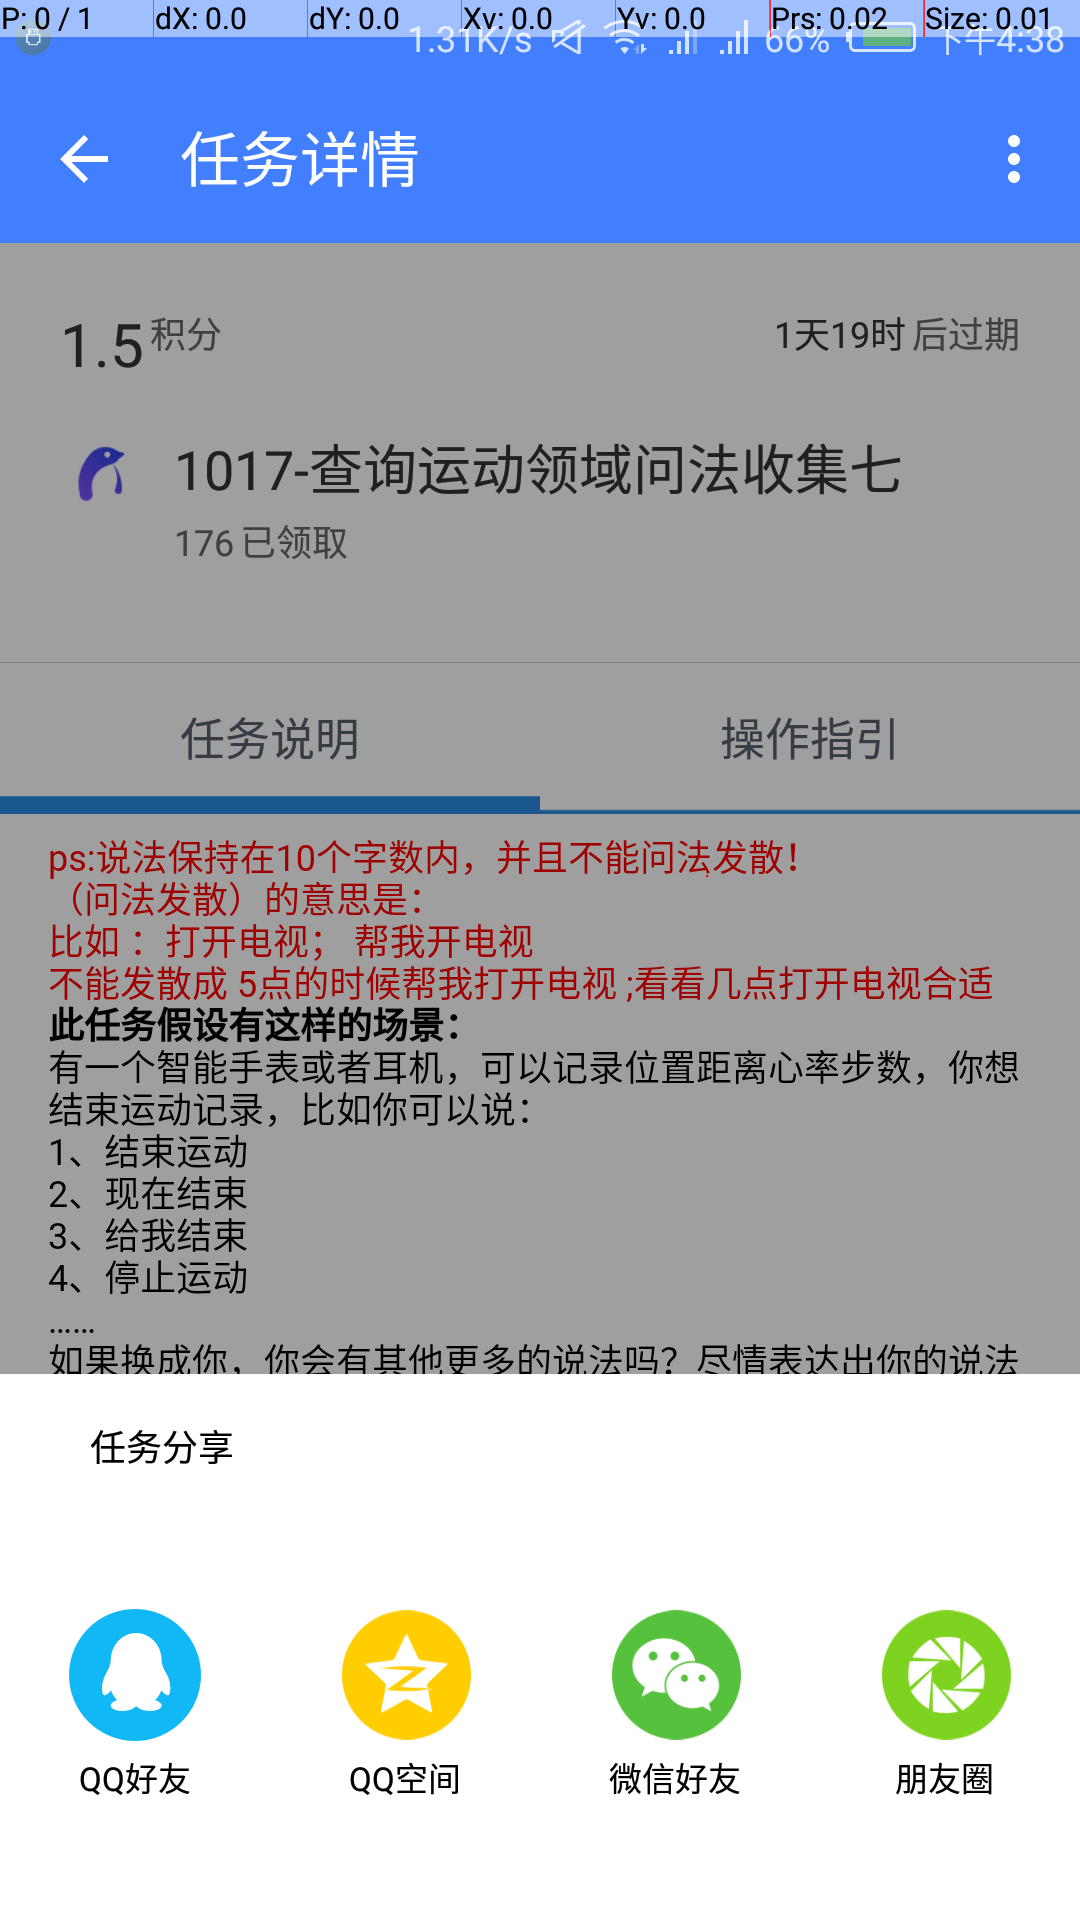 P: 0 / 1 dX: 0.0 dY: 0.0 Xv: 0.0 Yv: 0.0 Prs: 0.02 Size: 0.01
1.31K/s 66% 下午4:38
任务详情
1.5 积分 1天19时 后过期
1017-查询运动领域问法收集七
176 已领取
任务说明 操作指引
ps:说法保持在10个字数内，并且不能问法发散！
（问法发散）的意思是：
比如 ：打开电视； 帮我开电视
不能发散成 5点的时候帮我打开电视 ;看看几点打开电视合适
此任务假设有这样的场景：
有一个智能手表或者耳机，可以记录位置距离心率步数，你想
结束运动记录，比如你可以说：
1、结束运动
2、现在结束
3、给我结束
4、停止运动
......
如果换成你，你会有其他更多的说法吗？尽情表达出你的说法
任务分享
QQ好友 QQ空间 微信好友 朋友圈